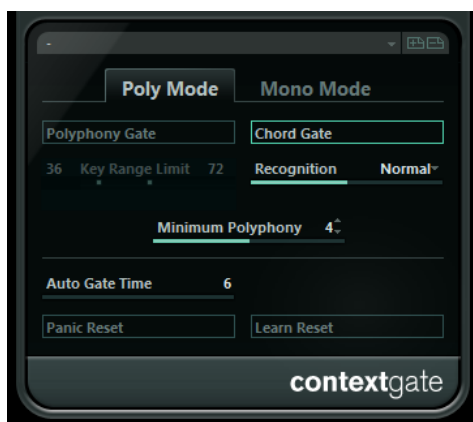 -
Poly Mode Mono Mode
Polyphony Gate Chord Gate
36 Key Range Limit 72 Recognition Normal
Minimum Polyphony 4
Auto Gate Time 6
Panic Reset Learn Reset
contextgate